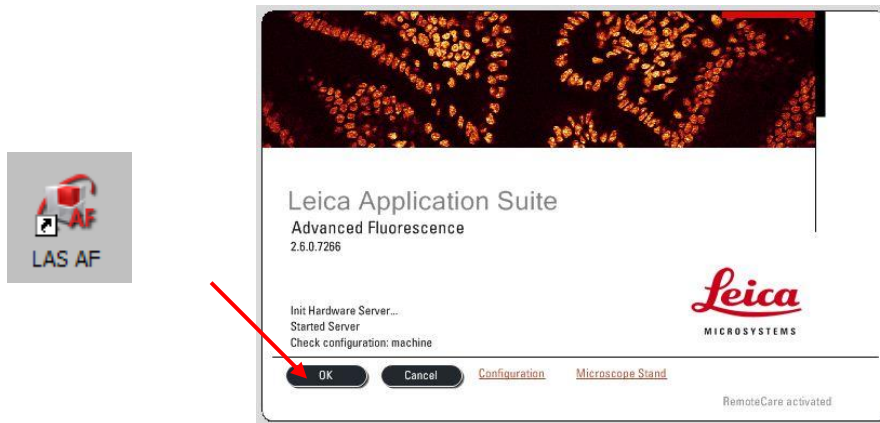 AF
LAS AF
Leica Application Suite
Advanced Fluorescence
2.6.0.7266
Leica
MICROSYSTEMS
Init Hardware Server...
Started Server
Check configuration: machine
OK Cancel Configuration Microscope Stand
RemoteCare activated